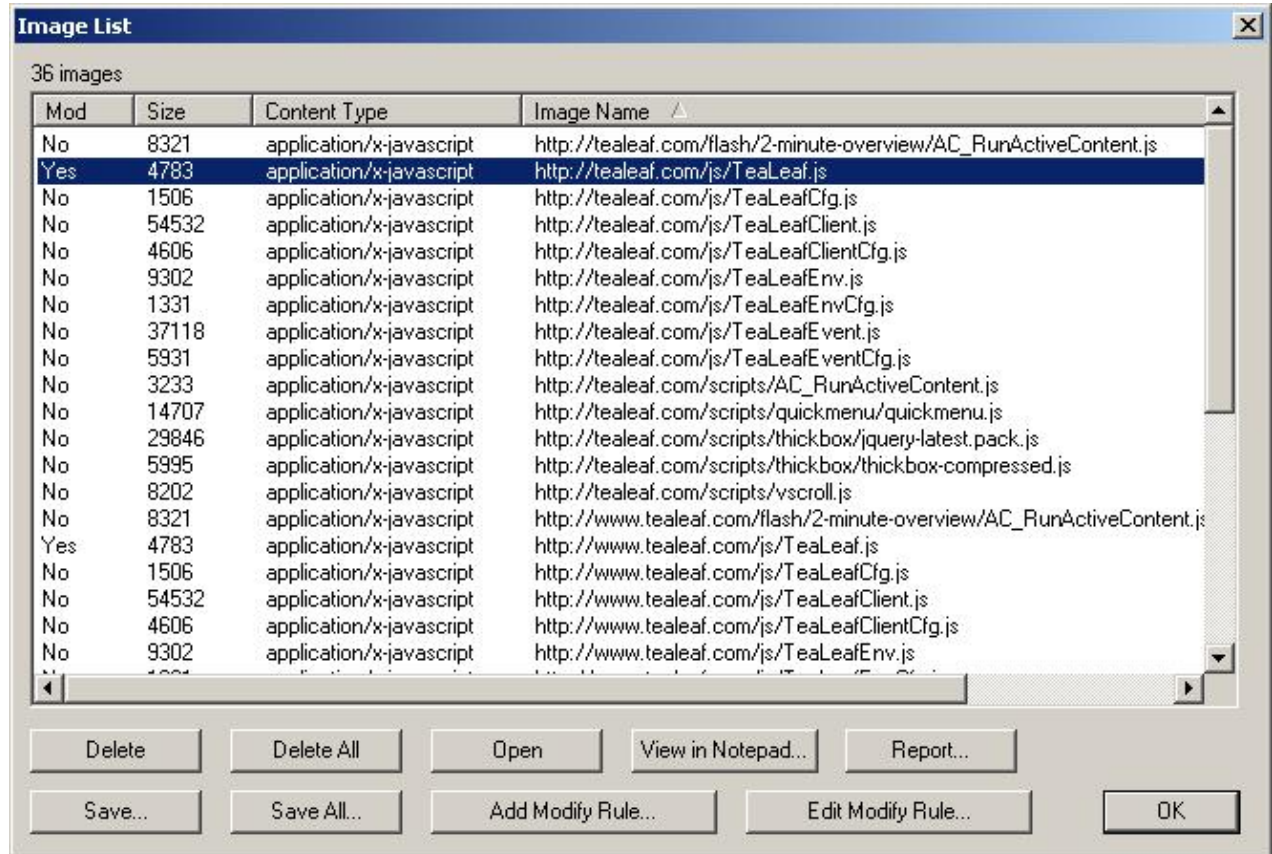 Image List
36 images
Mod Size Content Type Image Name
No 8321 application/x-javascript http://tealeaf.com/flash/2-minute-overview/AC_RunActiveContent.js
Yes 4783 application/x-javascript http://tealeaf.com/js/TeaLeaf.js
No 1506 application/x-javascript http://tealeaf.com/js/TeaLeafCfg.js
No 54532 application/x-javascript http://tealeaf.com/js/TeaLeafClient.js
No 4606 application/x-javascript http://tealeaf.com/js/TeaLeafClientCfg.js
No 9302 application/x-javascript http://tealeaf.com/js/TeaLeafEnv.js
No 1331 application/x-javascript http://tealeaf.com/js/TeaLeafEnvCfg.js
No 37118 application/x-javascript http://tealeaf.com/js/TeaLeafEvent.js
No 5931 application/x-javascript http://tealeaf.com/js/TeaLeafEventCfg.js
No 3233 application/x-javascript http://tealeaf.com/scripts/AC_RunActiveContent.js
No 14707 application/x-javascript http://tealeaf.com/scripts/quickmenu/quickmenu.js
No 29846 application/x-javascript http://tealeaf.com/scripts/thickbox/jquery-latest.pack.js
No 5995 application/x-javascript http://tealeaf.com/scripts/thickbox/thickbox-compressed.js
No 8202 application/x-javascript http://tealeaf.com/scripts/vscroll.js
No 8321 application/x-javascript http://www.tealeaf.com/flash/2-minute-overview/AC_RunActiveContent.js
Yes 4783 application/x-javascript http://www.tealeaf.com/js/TeaLeaf.js
No 1506 application/x-javascript http://www.tealeaf.com/js/TeaLeafCfg.js
No 54532 application/x-javascript http://www.tealeaf.com/js/TeaLeafClient.js
No 4606 application/x-javascript http://www.tealeaf.com/js/TeaLeafClientCfg.js
No 9302 application/x-javascript http://www.tealeaf.com/js/TeaLeafEnv.js
Delete Delete All Open View in Notepad... Report...
Save... Save All... Add Modify Rule... Edit Modify Rule... OK